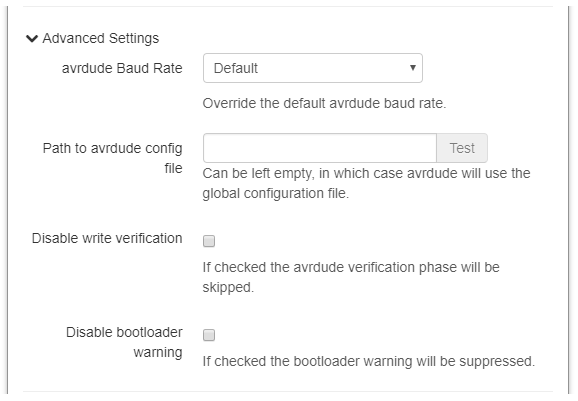 Advanced Settings
avrdude Baud Rate
Default
Override the default avrdude baud rate.
Path to avrdude config
file
Test
Can be left empty, in which case avrdude will use the
global configuration file.
Disable write verification
If checked the avrdude verification phase will be
skipped.
Disable bootloader
warning
If checked the bootloader warning will be suppressed.